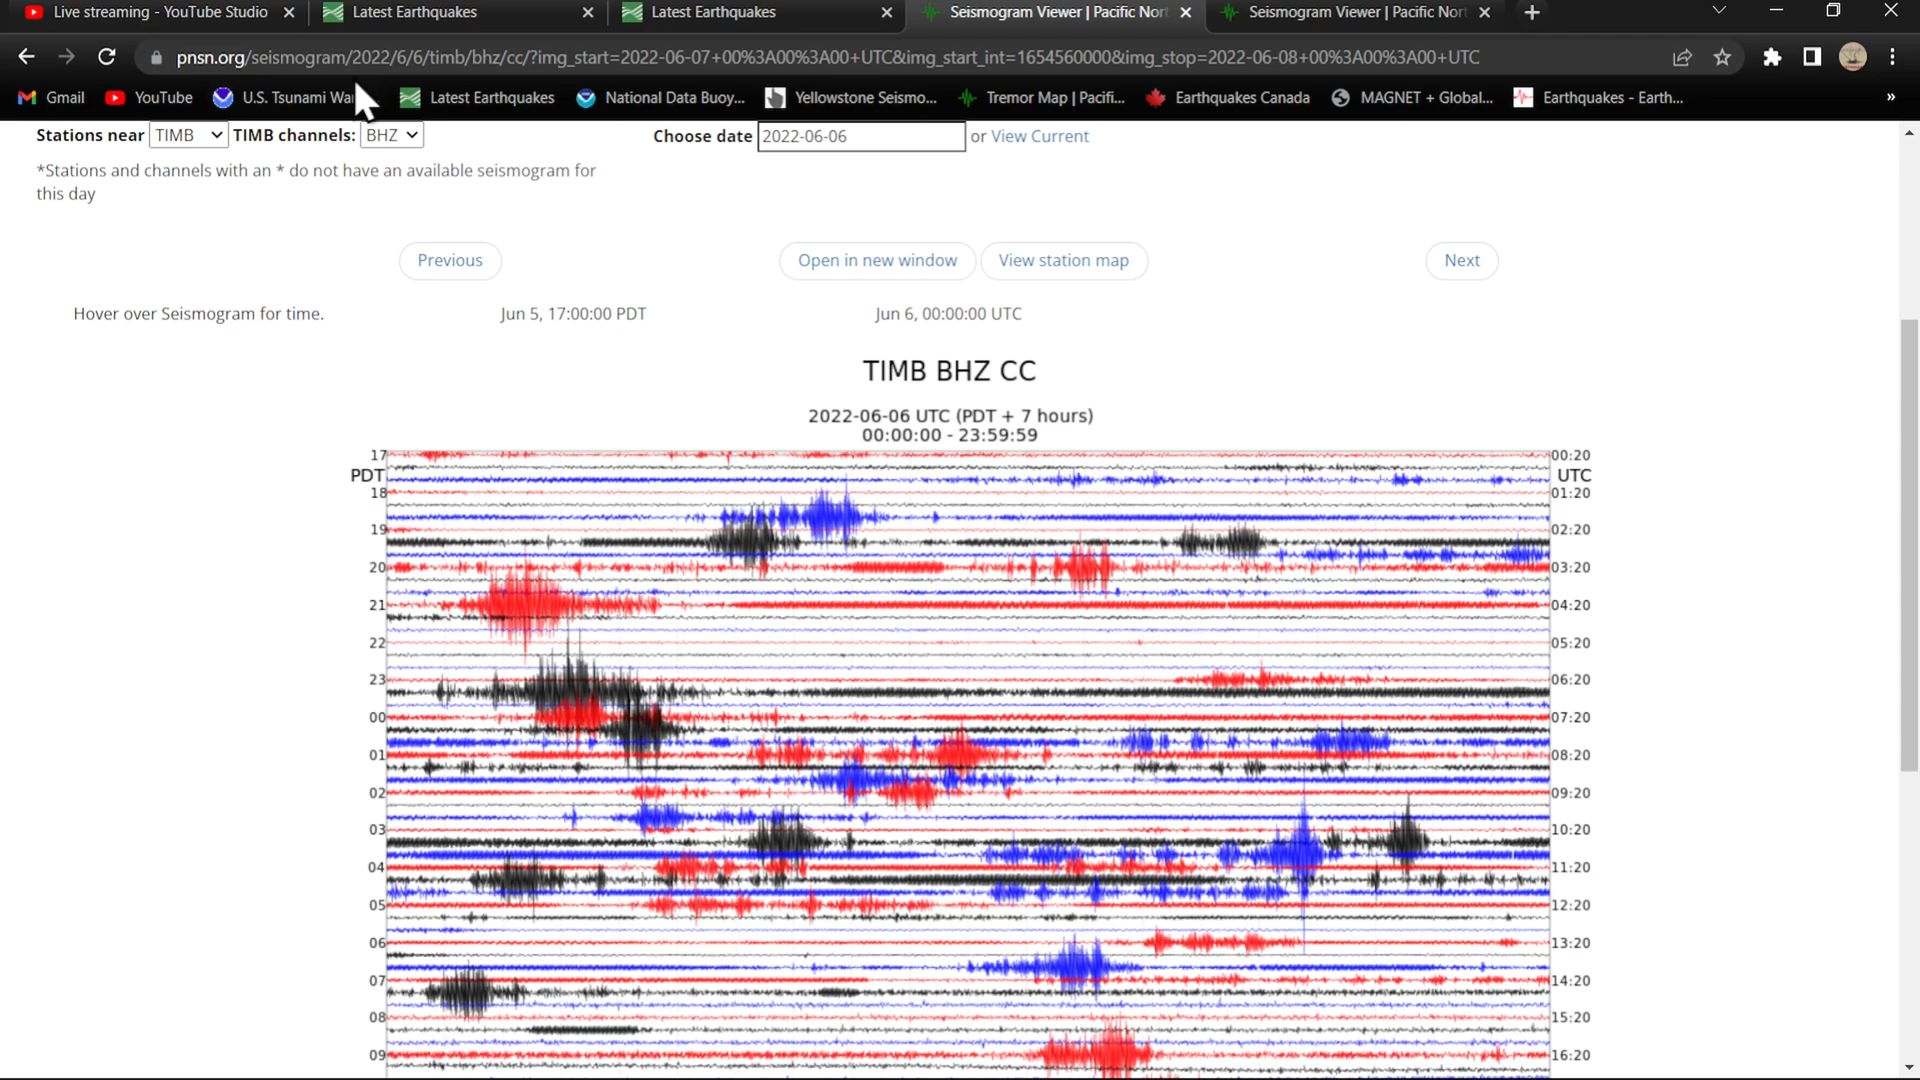 Live streaming - YouTube Studio
Latest Earthquakes
Latest Earthquakes
Seismogram Viewer | Pacific Nort
Seismogram Viewer | Pacific Nort
pnsn.org/seismogram/2022/6/6/timb/bhz/cc/?img_start=2022-06-07+00%3A00%3A00+UTC&img_start_int=1654560000&img_stop=2022-06-08+00%3A00%3A00+UTC
Gmail
YouTube
U.S. Tsunami Wa
Latest Earthquakes
National Data Buoy...
Yellowstone Seismo...
Tremor Map | Pacifi...
Earthquakes Canada
MAGNET + Global...
Earthquakes - Earth...
»
Stations near TIMB TIMB channels: BHZ
Choose date 2022-06-06 or View Current
*Stations and channels with an * do not have an available seismogram for
this day
Previous
Open in new window
View station map
Next
Hover over Seismogram for time.
Jun 5, 17:00:00 PDT
Jun 6, 00:00:00 UTC
TIMB BHZ CC
2022-06-06 UTC (PDT + 7 hours)
00:00:00 - 23:59:59
17 00:20
PDT UTC
18 01:20
19 02:20
20 03:20
21 04:20
22 05:20
23 06:20
00 07:20
01 08:20
02 09:20
03 10:20
04 11:20
05 12:20
06 13:20
07 14:20
08 15:20
09 16:20